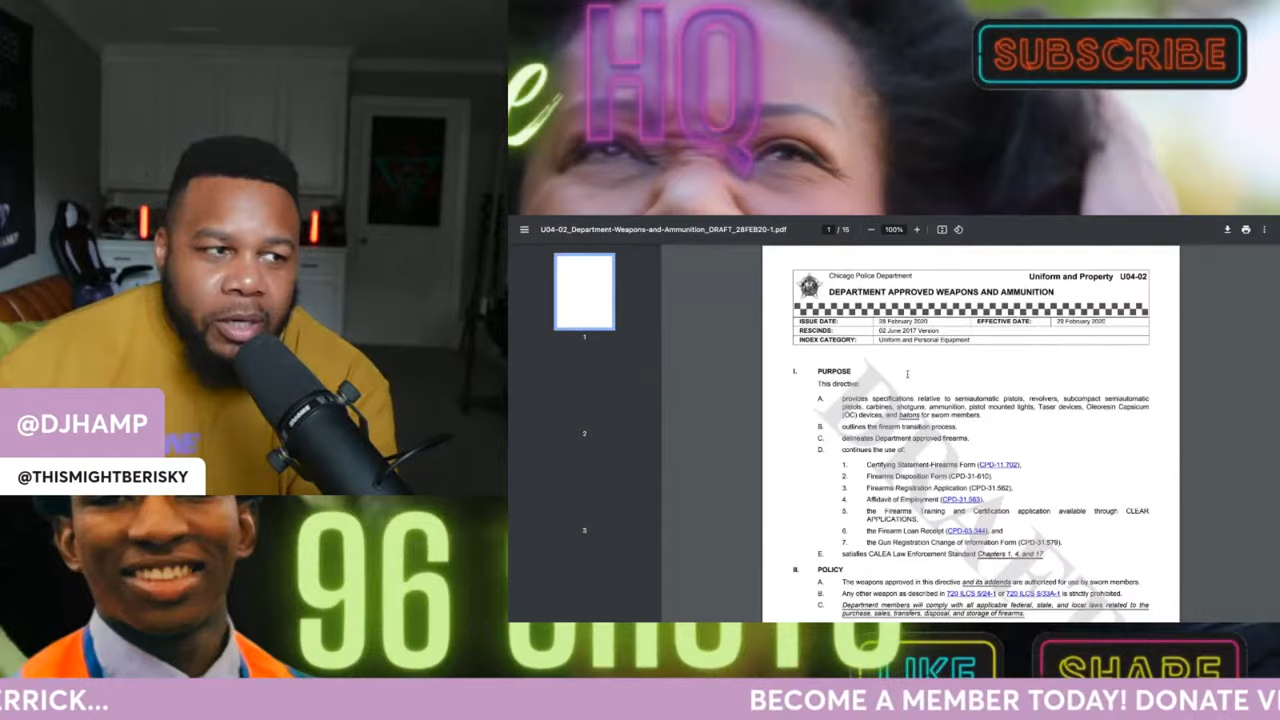 HQ
SUBSCRIBE
U04-02_Department-Weapons-and-Ammunition_DRAFT_28FEB20-1.pdf
1 / 15
100%
Chicago Police Department
Uniform and Property U04-02
DEPARTMENT APPROVED WEAPONS AND AMMUNITION
ISSUE DATE: 28 February 2020 EFFECTIVE DATE: 29 February 2020
RESCINDS: 02 June 2017 Version
INDEX CATEGORY: Uniform and Personal Equipment
I. PURPOSE
This directive:
A. provides specifications relative to semiautomatic pistols, revolvers, subcompact semiautomatic
pistols, carbines, shotguns, ammunition, pistol mounted lights, Taser devices, Oleoresin Capsicum
(OC) devices, and batons for sworn members.
B. outlines the firearm transition process.
C. delineates Department approved firearms.
D. continues the use of:
1. Certifying Statement-Firearms Form (CPD-11.702),
2. Firearms Disposition Form (CPD-31-610),
3. Firearms Registration Application (CPD-31.562),
4. Affidavit of Employment (CPD-31.563),
5. the Firearms Training and Certification application available through CLEAR
APPLICATIONS,
6. the Firearm Loan Receipt (CPD-63.544), and
7. the Gun Registration Change of Information Form (CPD-31.579).
E. satisfies CALEA Law Enforcement Standard Chapters 1, 4, and 17.
II. POLICY
A. The weapons approved in this directive and its addenda are authorized for use by sworn members.
B. Any other weapon as described in 720 ILCS 5/24-1 or 720 ILCS 5/33A-1 is strictly prohibited.
C. Department members will comply with all applicable federal, state, and local laws related to the
purchase, sales, transfers, disposal, and storage of firearms.
DRAFT
1
2
3
@DJHAMP
@THISMIGHTBERISKY
96
LIKE
SHARE
ERRICK... BECOME A MEMBER TODAY! DONATE VI